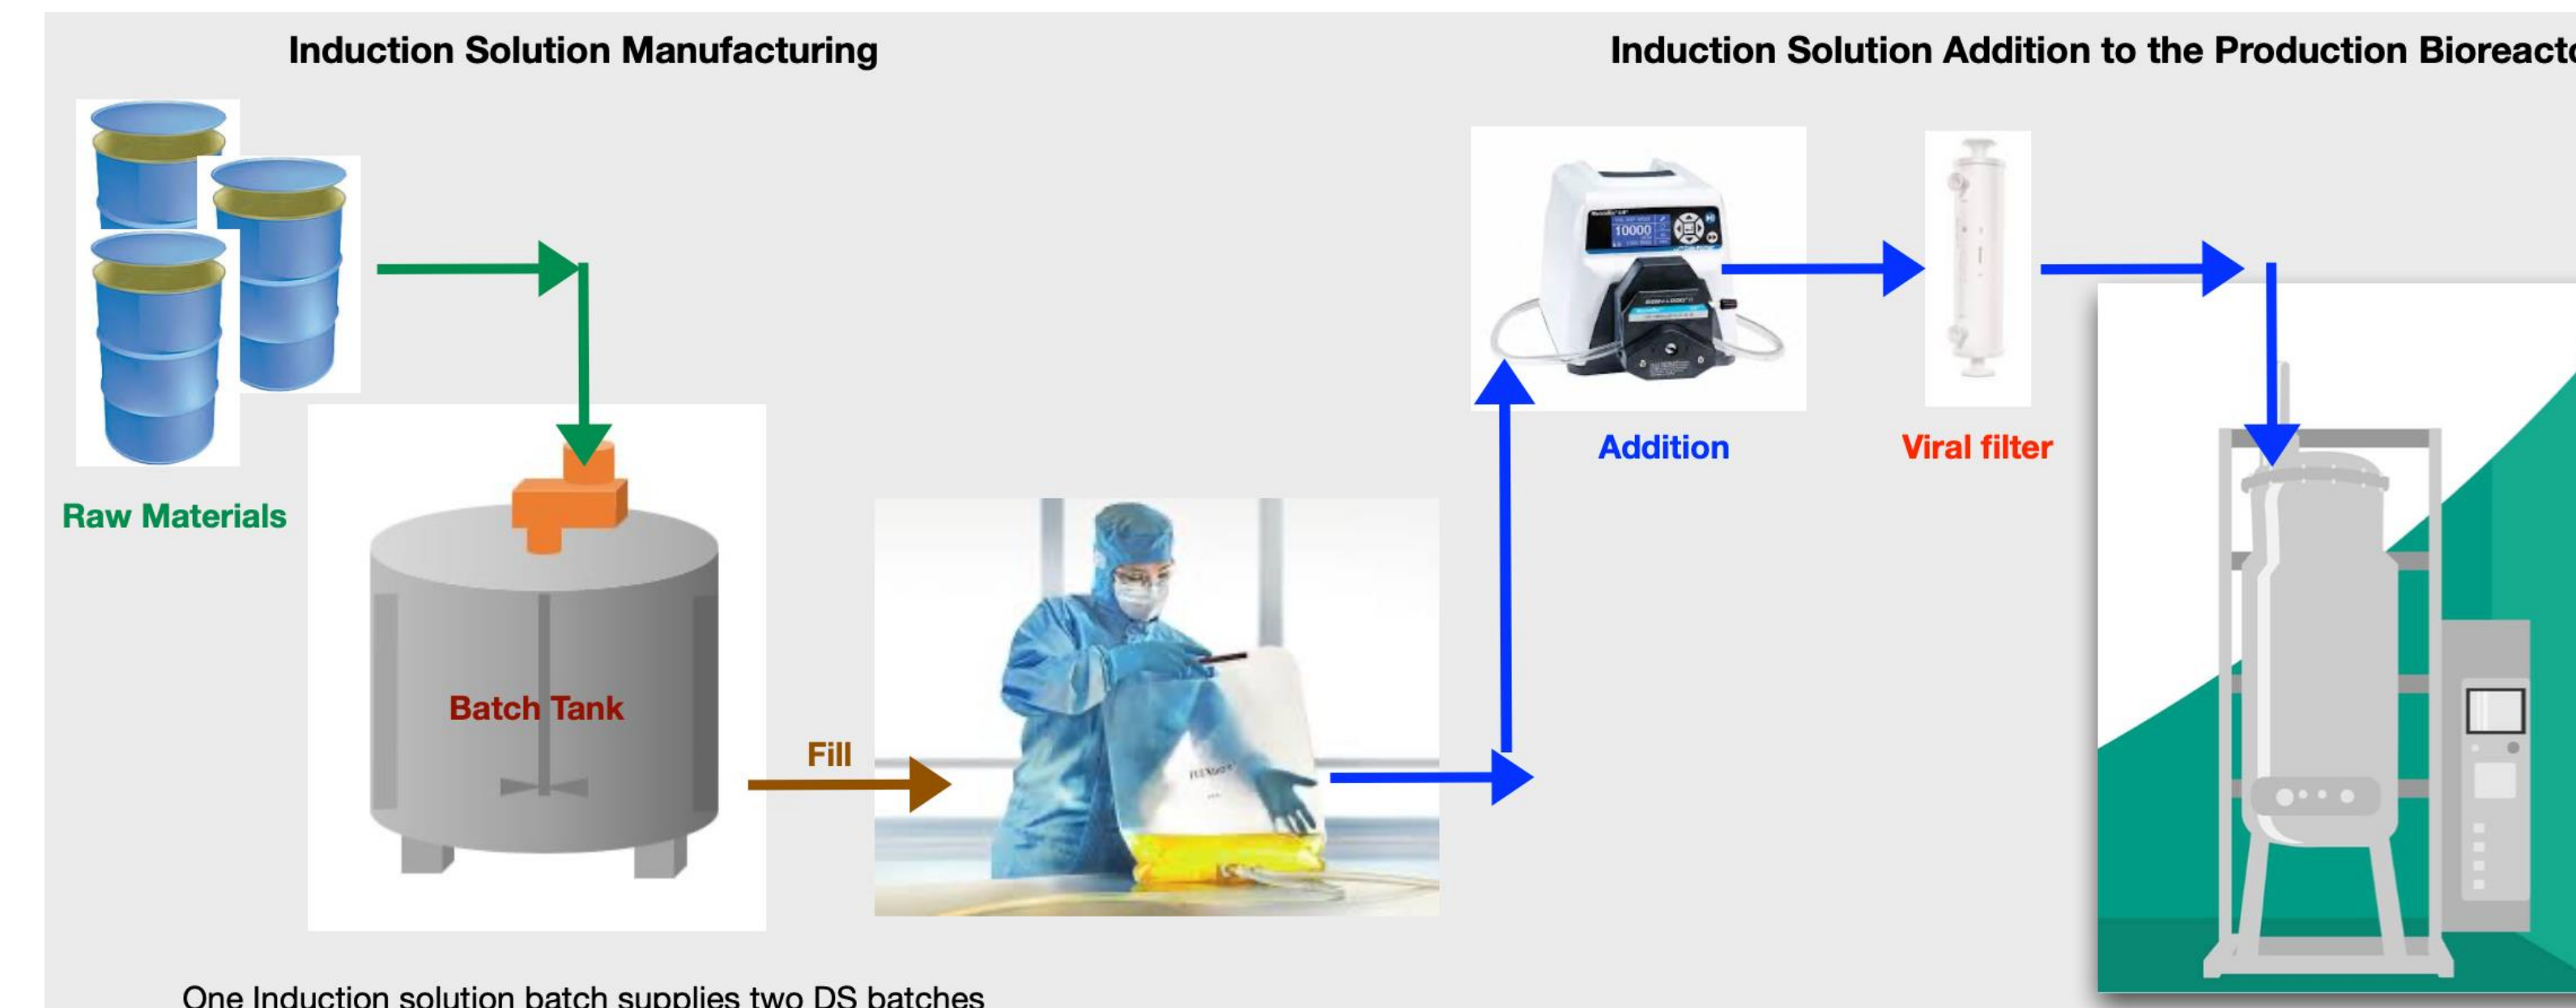 Induction Solution Manufacturing
Induction Solution Addition to the Production Bioreacto
Raw Materials
Batch Tank
Fill
10000
Addition
Viral filter
One Induction solution batch supplies two DS batches